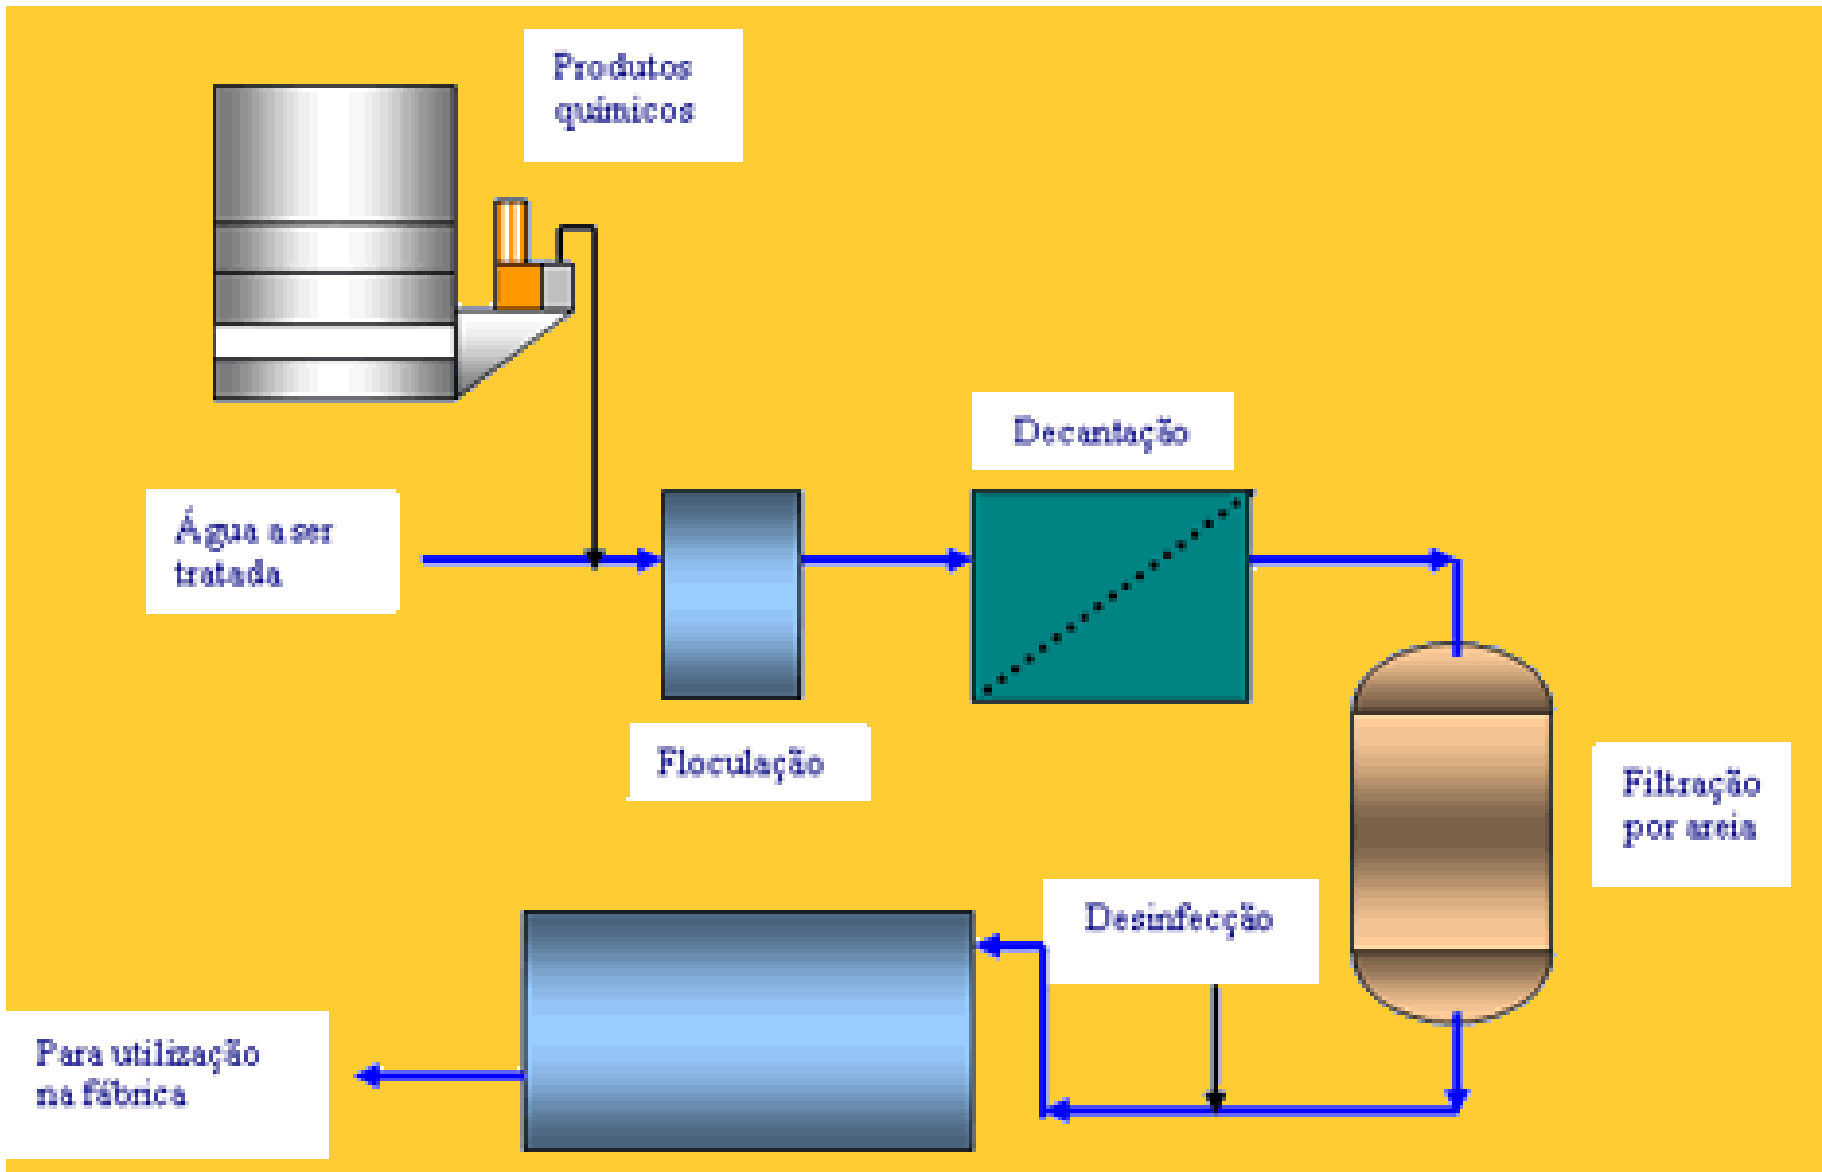 Produtos
químicos
Decantação
Água a ser
tratada
Floculação
Filtração
por areia
Desinfecção
Para utilização
na fábrica